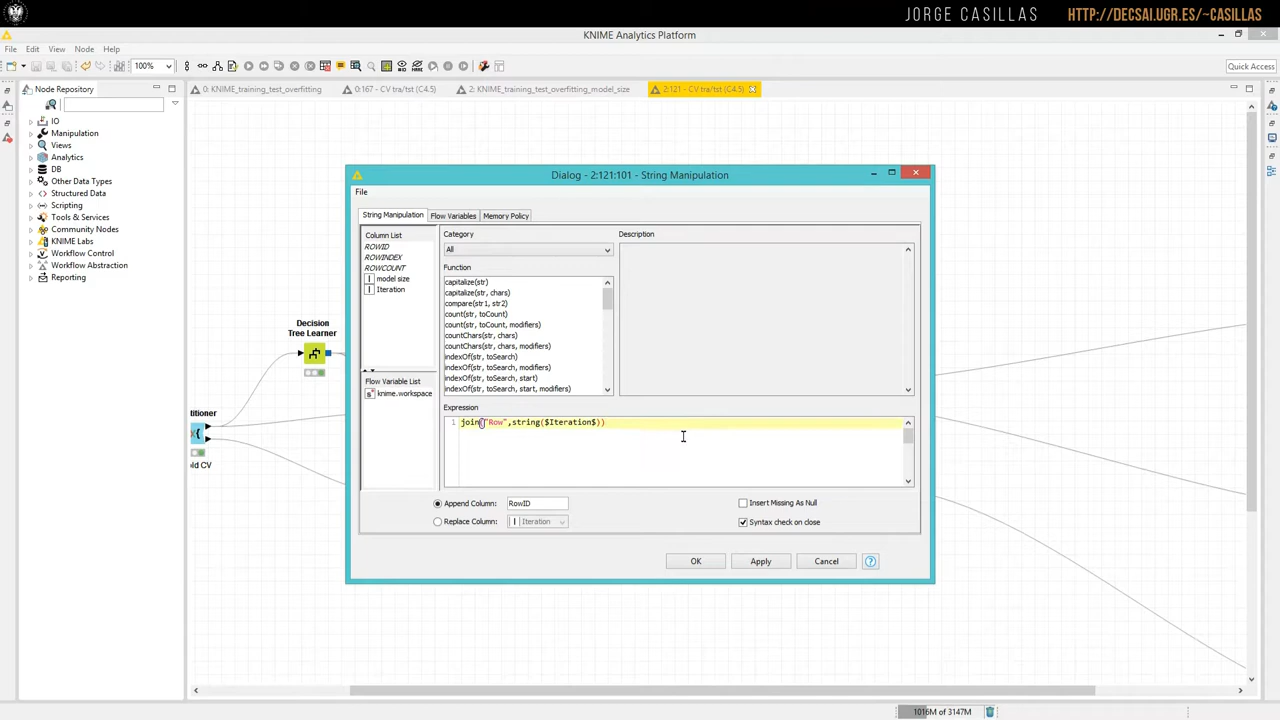 JORGE CASILLAS
HTTP://DECSAI.UGR.ES/~CASILLAS
KNIME Analytics Platform
File Edit View Node Help
100%
Quick Access
Node Repository
0: KNIME_training_test_overfitting
0:167 - CV tra/tst (C4.5)
2: KNIME_training_test_overfitting_model_size
2:121 - CV tra/tst (C4.5)
IO
Manipulation
Views
Analytics
DB
Other Data Types
Structured Data
Scripting
Tools & Services
Community Nodes
KNIME Labs
Workflow Control
Workflow Abstraction
Reporting
Decision
Tree Learner
titioner
old CV
Dialog - 2:121:101 - String Manipulation
File
String Manipulation Flow Variables Memory Policy
Column List
ROWID
ROWINDEX
ROWCOUNT
model size
Iteration
Flow Variable List
knime.workspace
Category
All
Function
capitalize(str)
capitalize(str, chars)
compare(str1, str2)
count(str, toCount)
count(str, toCount, modifiers)
countChars(str, chars)
countChars(str, chars, modifiers)
indexOf(str, toSearch)
indexOf(str, toSearch, modifiers)
indexOf(str, toSearch, start)
indexOf(str, toSearch, start, modifiers)
Description
Expression
1 join("Row",string($Iteration$))
Append Column: RowID
Insert Missing As Null
Replace Column: Iteration
Syntax check on close
OK Apply Cancel
1016M of 3147M